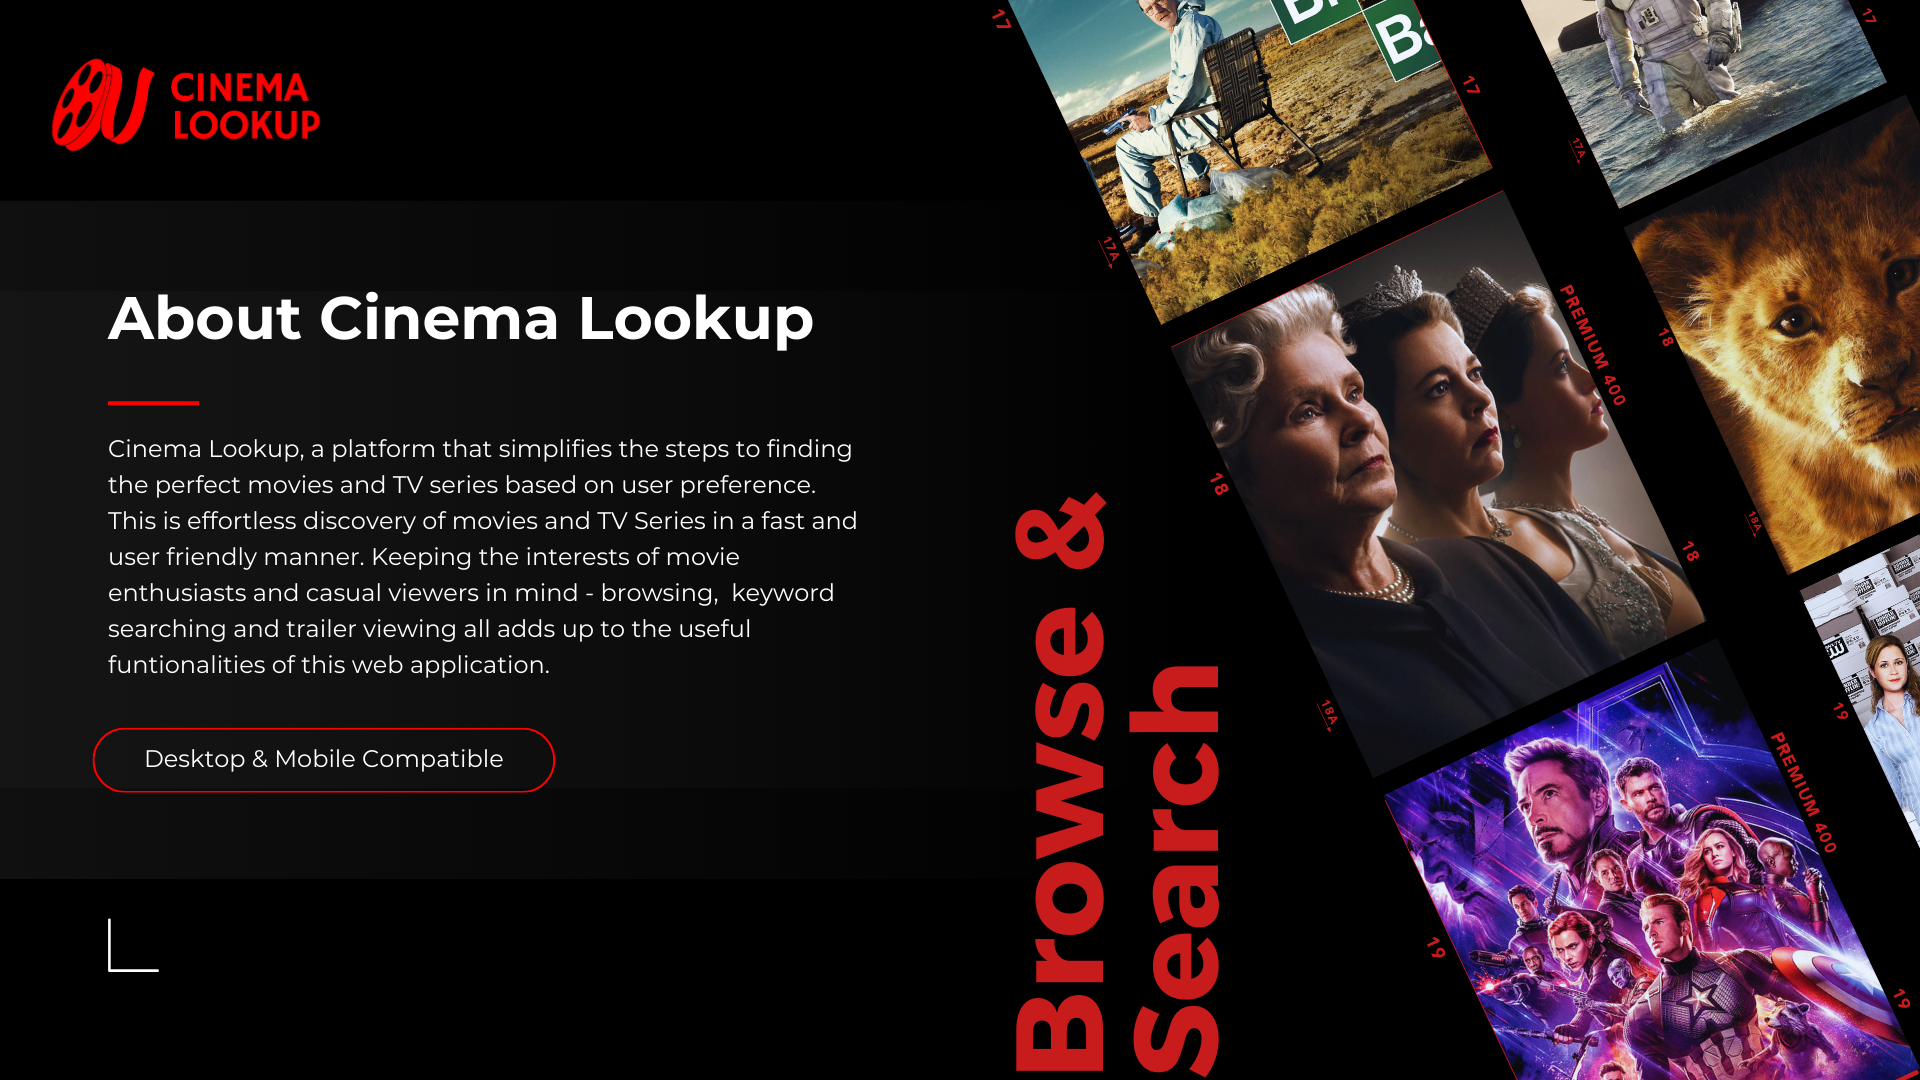 CINEMA
LOOKUP
About Cinema Lookup
Cinema Lookup, a platform that simplifies the steps to finding
the perfect movies and TV series based on user preference.
This is effortless discovery of movies and TV Series in a fast and
user friendly manner. Keeping the interests of movie
enthusiasts and casual viewers in mind - browsing,  keyword
searching and trailer viewing all adds up to the useful
funtionalities of this web application.
Desktop & Mobile Compatible
Browse &
Search
17
17
17A
17
17A
18
PREMIUM 400
18
18A
18
18A
19
PREMIUM 400
19
18
19